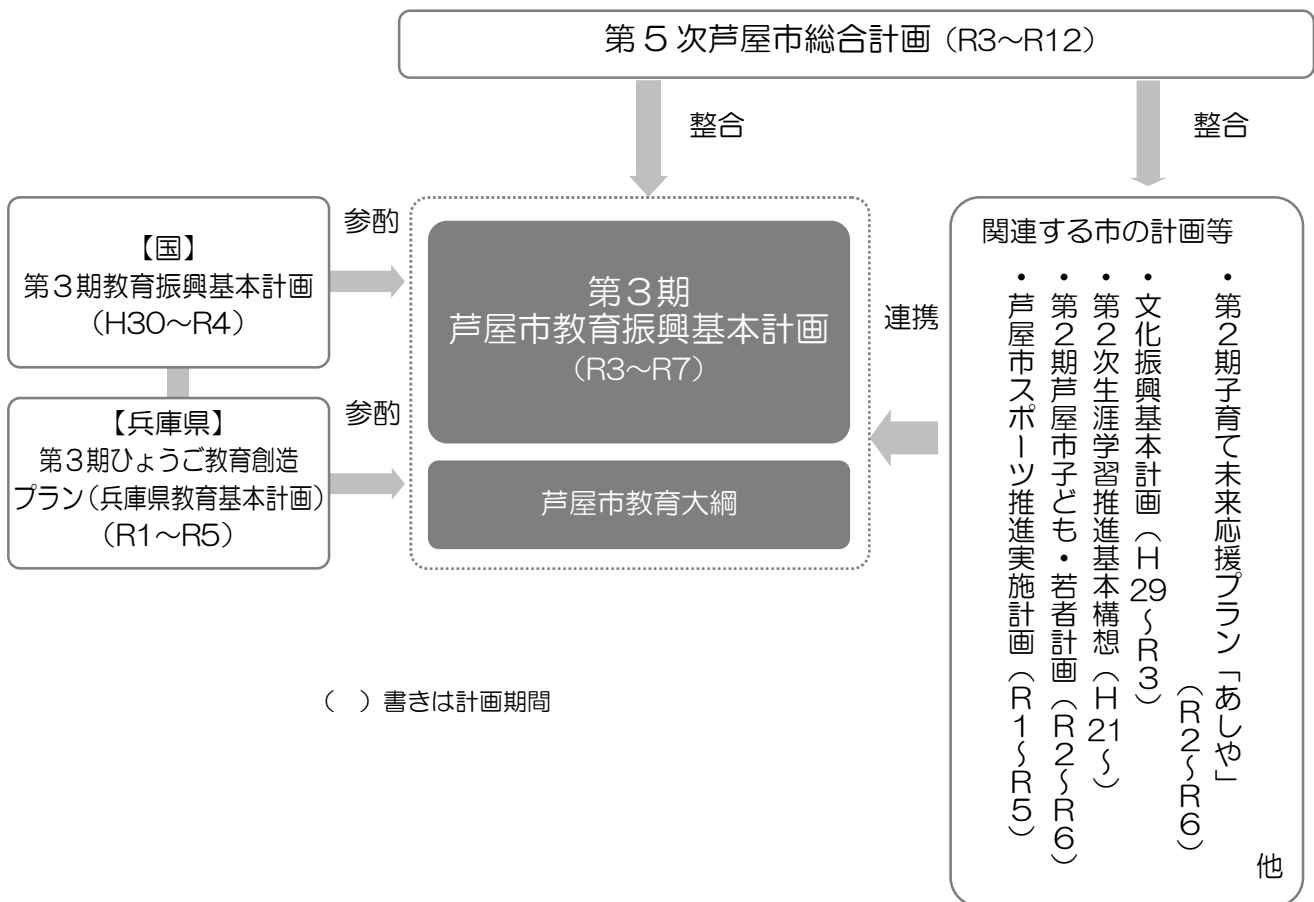 第5次芦屋市総合計画（R3～R12）
整合
整合
【国】
第3期教育振興基本計画
（H30～R4）
参酌
【兵庫県】
第3期ひょうご教育創造
プラン（兵庫県教育基本計画）
（R1～R5）
参酌
第3期
芦屋市教育振興基本計画
（R3～R7）
芦屋市教育大綱
連携
関連する市の計画等
・第2期子育て未来応援プラン「あしや」
（R2～R6）
・文化振興基本計画（H29～R3）
・第2次生涯学習推進基本構想（H21～）
・第2期芦屋市子ども・若者計画（R2～R6）
・芦屋市スポーツ推進実施計画（R1～R5）
他
（　）書きは計画期間